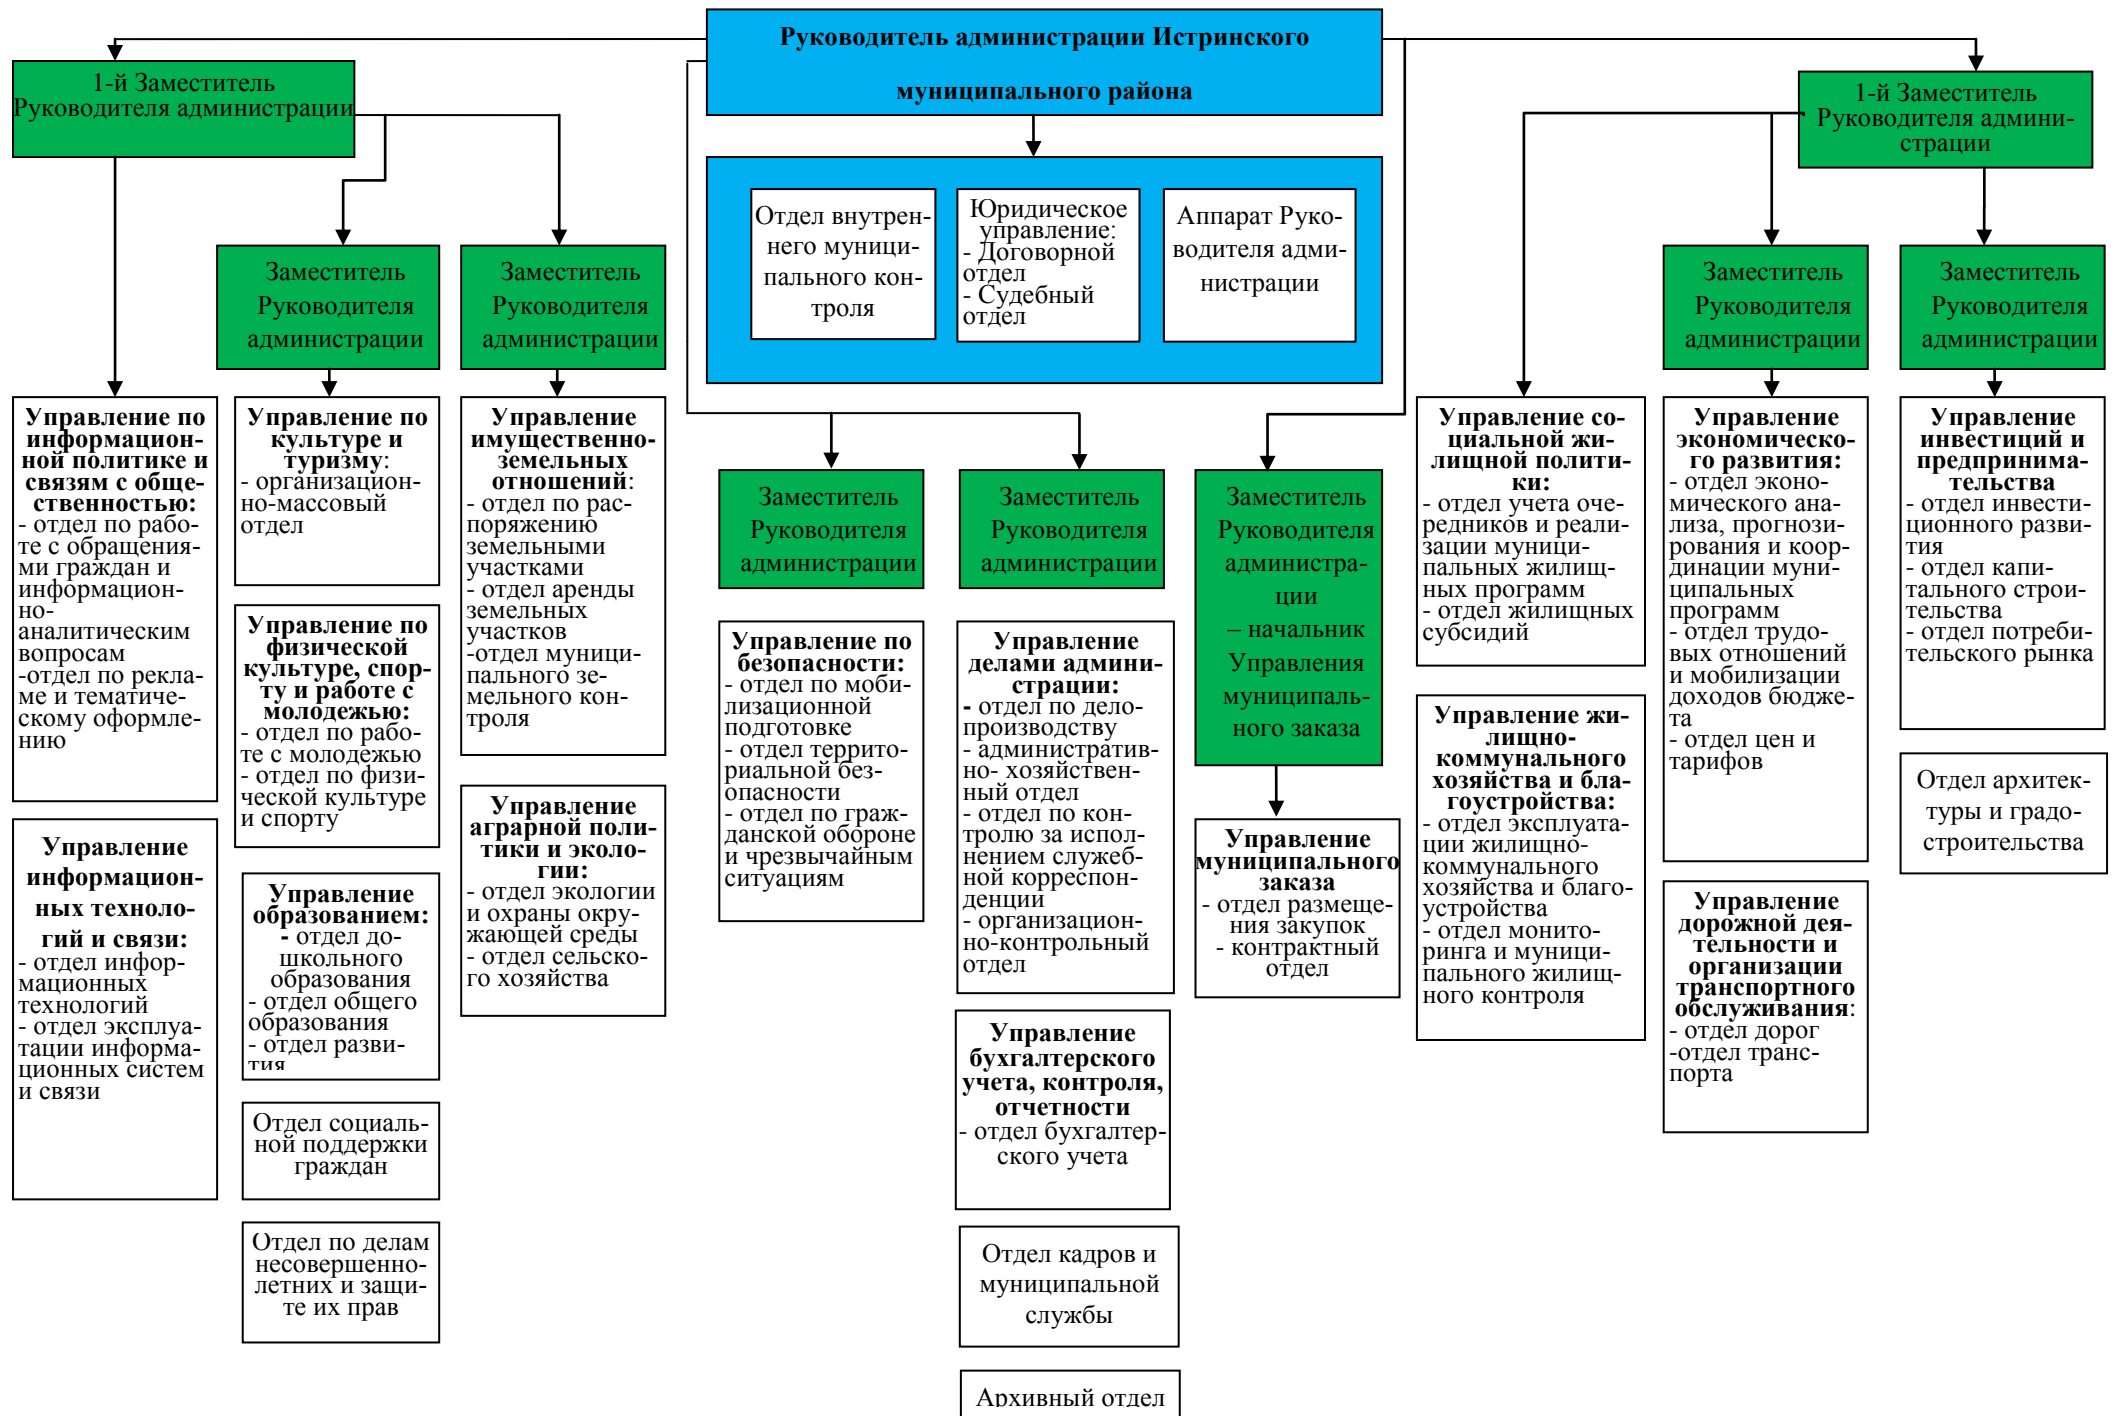 Руководитель администрации Истринского
муниципального района
1-й Заместитель
Руководителя администрации
1-й Заместитель
Руководителя админи-
страции
Отдел внутрен-
него муници-
пального кон-
троля
Юридическое
управление:
- Договорной
отдел
- Судебный
отдел
Аппарат Руко-
водителя адми-
нистрации
Заместитель
Руководителя
администрации
Заместитель
Руководителя
администрации
Заместитель
Руководителя
администрации
Заместитель
Руководителя
администрации
Управление по
информацион-
ной политике и
связям с обще-
ственностью:
- отдел по рабо-
те с обращения-
ми граждан и
информацион-
но-
аналитическим
вопросам
-отдел по рекла-
ме и тематиче-
скому оформле-
нию
Управление
информацион-
ных техноло-
гий и связи:
- отдел инфор-
мационных
технологий
- отдел эксплуа-
тации информа-
ционных систем
и связи
Управление по
культуре и
туризму:
- организацион-
но-массовый
отдел
Управление по
физической
культуре, спор-
ту и работе с
молодежью:
- отдел по рабо-
те с молодежью
- отдел по физи-
ческой культуре
и спорту
Управление
образованием:
- отдел до-
школьного
образования
- отдел общего
образования
- отдел разви-
тия
Отдел социаль-
ной поддержки
граждан
Отдел по делам
несовершенно-
летних и защи-
те их прав
Управление
имущественно-
земельных
отношений:
- отдел по рас-
поряжению
земельными
участками
- отдел аренды
земельных
участков
-отдел муници-
пального зе-
мельного кон-
троля
Управление
аграрной поли-
тики и эколо-
гии:
- отдел экологии
и охраны окру-
жающей среды
- отдел сельско-
го хозяйства
Заместитель
Руководителя
администрации
Управление по
безопасности:
- отдел по моби-
лизационной
подготовке
- отдел террито-
риальной без-
опасности
- отдел по граж-
данской обороне
и чрезвычайным
ситуациям
Заместитель
Руководителя
администрации
Управление
делами админи-
страции:
- отдел по дело-
производству
- административ-
но- хозяйствен-
ный отдел
- отдел по кон-
тролю за испол-
нением служеб-
ной корреспон-
денции
- организацион-
но-контрольный
отдел
Управление
бухгалтерского
учета, контроля,
отчетности
- отдел бухгалтер-
ского учета
Отдел кадров и
муниципальной
службы
Архивный отдел
Заместитель
Руководителя
администра-
ции
– начальник
Управления
муниципаль-
ного заказа
Управление
муниципального
заказа
- отдел размеще-
ния закупок
- контрактный
отдел
Управление со-
циальной жи-
лищной полити-
ки:
- отдел учета оче-
редников и реали-
зации муници-
пальных жилищ-
ных программ
- отдел жилищных
субсидий
Управление жи-
лищно-
коммунального
хозяйства и бла-
гоустройства:
- отдел эксплуата-
ции жилищно-
коммунального
хозяйства и благо-
устройства
- отдел монито-
ринга и муници-
пального жилищ-
ного контроля
Управление
экономическо-
го развития:
- отдел эконо-
мического ана-
лиза, прогнози-
рования и коор-
динации муни-
ципальных
программ
- отдел трудо-
вых отношений
и мобилизации
доходов бюдже-
та
- отдел цен и
тарифов
Управление
дорожной дея-
тельности и
организации
транспортного
обслуживания:
- отдел дорог
-отдел транс-
порта
Управление
инвестиций и
предпринима-
тельства
- отдел инвести-
ционного разви-
тия
- отдел капи-
тального строи-
тельства
- отдел потреби-
тельского рынка
Отдел архитек-
туры и градо-
строительства